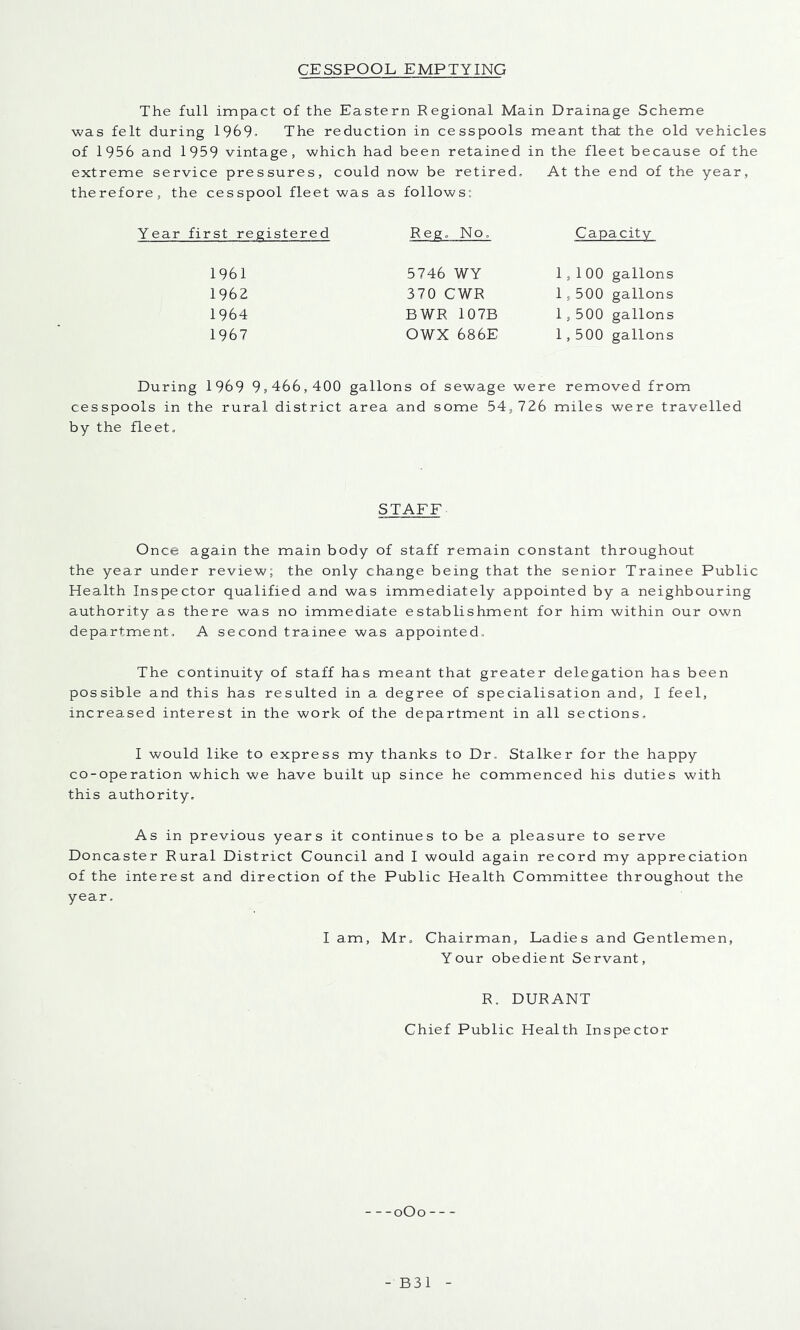 CESSPOOL EMPTYING
The full impact of the Eastern Regional Main Drainage Scheme
was felt during 1969. The reduction in cesspools meant that the old vehicles
of 1956 and 1959 vintage, which had been retained in the fleet because of the
extreme service pressures, could now be retired. At the end of the year,
therefore, the cesspool fleet was as follows:
Year first registered Reg. No. Capacity
1961 5746 WY 1,100 gallons
1962 370 CWR 1,500 gallons
1964 BWR 107B 1,500 gallons
1967 OWX 686E 1,500 gallons
During 1969 9,466,400 gallons of sewage were removed from
cesspools in the rural district area and some 54,726 miles were travelled
by the fleet.
STAFF
Once again the main body of staff remain constant throughout
the year under review; the only change being that the senior Trainee Public
Health Inspector qualified and was immediately appointed by a neighbouring
authority as there was no immediate establishment for him within our own
department. A second trainee was appointed.
The continuity of staff has meant that greater delegation has been
possible and this has resulted in a degree of specialisation and, I feel,
increased interest in the work of the department in all sections.
I would like to express my thanks to Dr. Stalker for the happy
co-operation which we have built up since he commenced his duties with
this authority.
As in previous years it continues to be a pleasure to serve
Doncaster Rural District Council and I would again record my appreciation
of the interest and direction of the Public Health Committee throughout the
year.
I am, Mr. Chairman, Ladies and Gentlemen,
Your obedient Servant,
R. DURANT
Chief Public Health Inspector
---oOo---
- B31 -